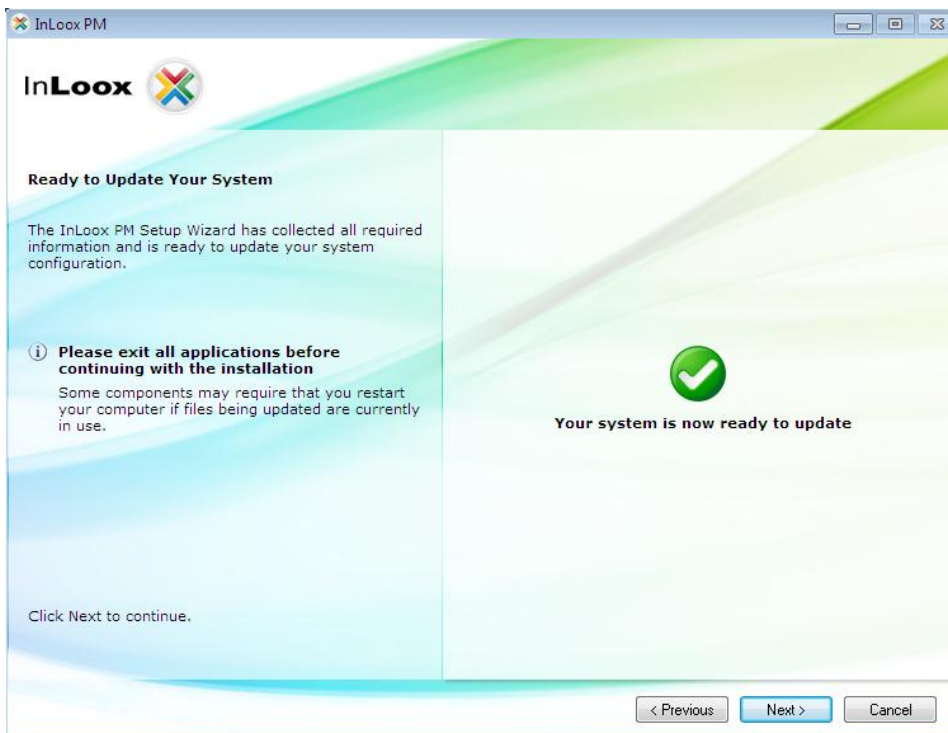 InLoox PM
InLoox
Ready to Update Your System
The InLoox PM Setup Wizard has collected all required
information and is ready to update your system
configuration.
Please exit all applications before
continuing with the installation
Some components may require that you restart
your computer if files being updated are currently
in use.
Your system is now ready to update
Click Next to continue.
< Previous
Next >
Cancel